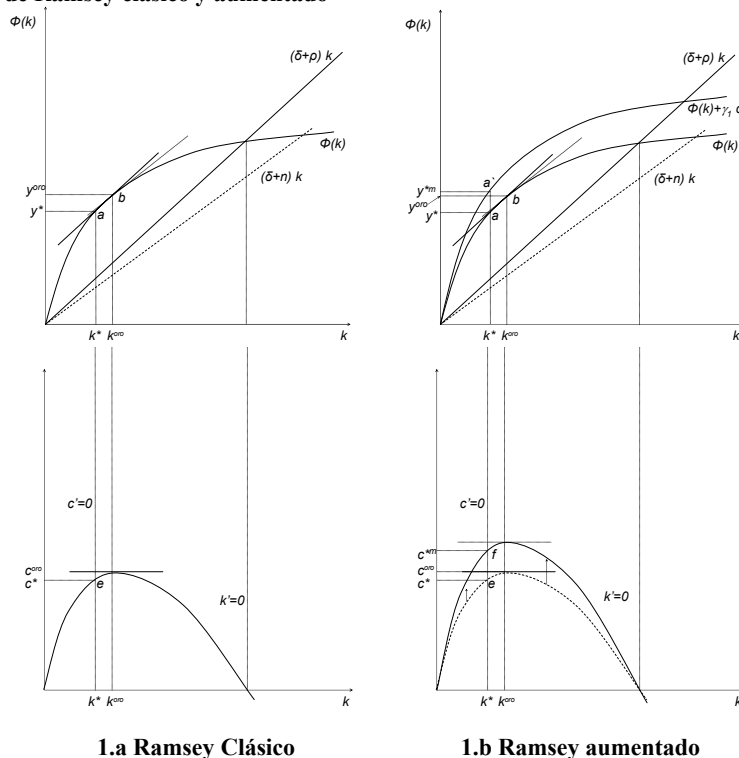 de Ramsey clásico y aumentado
Φ(k)
(δ+ρ) k
Φ(k)
(δ+n) k
y^oro
y*
b
a
k* k^oro
k
c'=0
c^oro
c*
e
k'=0
k* k^oro
k
1.a Ramsey Clásico
Φ(k)
(δ+ρ) k
Φ(k)+γ₁
Φ(k)
(δ+n) k
y*^m
y^oro
y*
a`
b
a
k* k^oro
k
c'=0
c*^m
c^oro
c*
f
e
k'=0
k* k^oro
k
1.b Ramsey aumentado